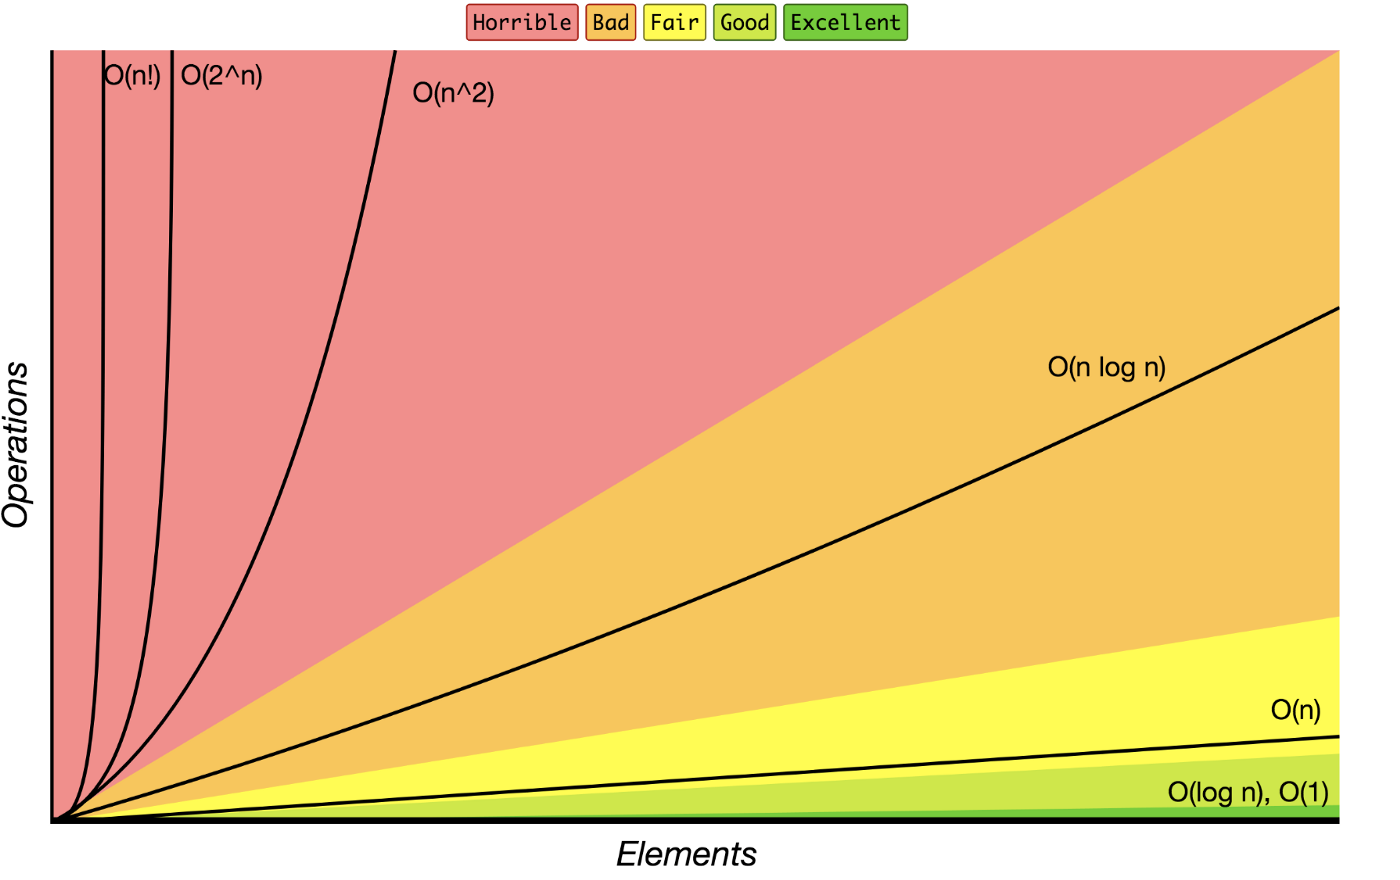 Horrible Bad Fair Good Excellent
O(n!) O(2^n)
O(n^2)
O(n log n)
Operations
O(n)
O(log n), O(1)
Elements